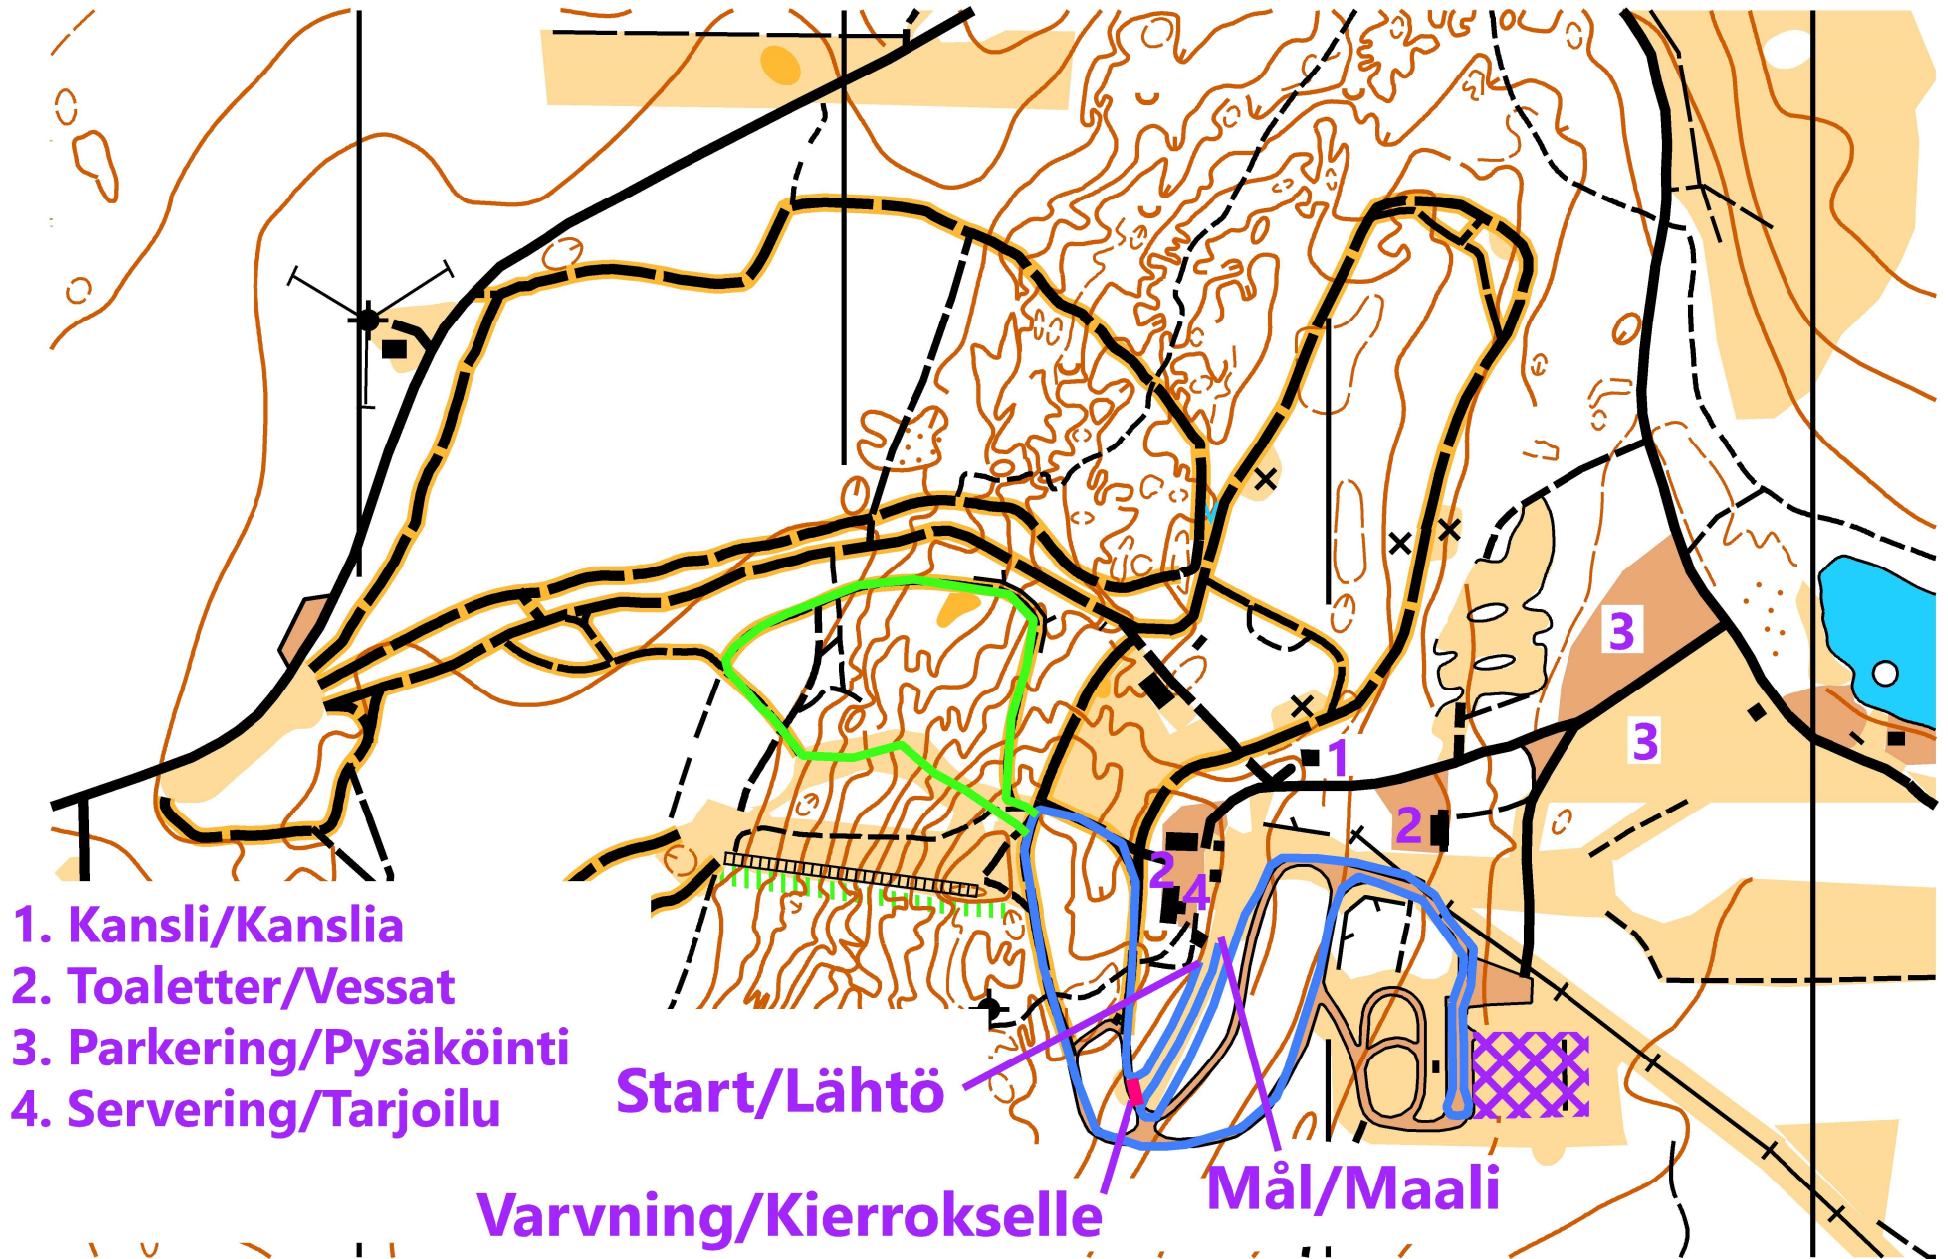 3
3
1
2
2
4
1. Kansli/Kanslia
2. Toaletter/Vessat
3. Parkering/Pysäköinti
4. Servering/Tarjoilu
Start/Lähtö
Mål/Maali
Varvning/Kierrokselle